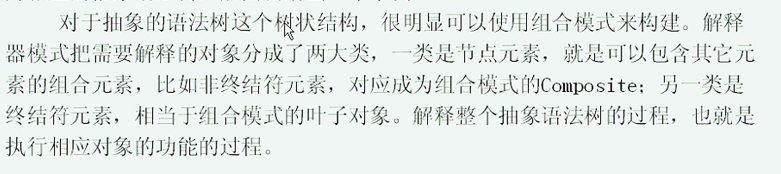 对于抽象的语法树这个树状结构，很明显可以使用组合模式来构建。解释
器模式把需要解释的对象分成了两大类，一类是节点元素，就是可以包含其它元
素的组合元素，比如非终结符元素，对应成为组合模式的Composite；另一类是
终结符元素，相当于组合模式的叶子对象。解释整个抽象语法树的过程，也就是
执行相应对象的功能的过程。